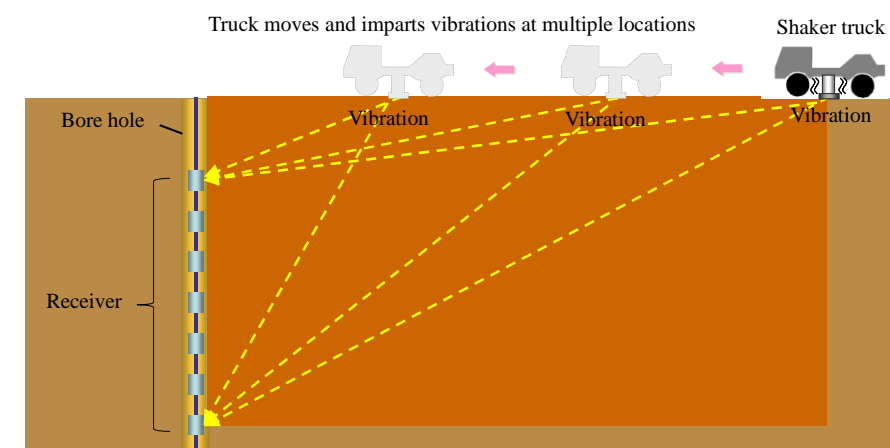 Truck moves and imparts vibrations at multiple locations
Shaker truck
Bore hole
Vibration
Vibration
Vibration
Receiver